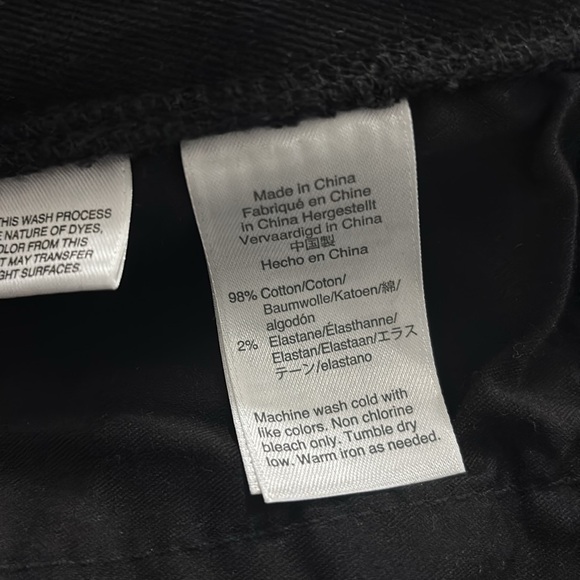 THIS WASH PROCESS
NATURE OF DYES,
COLOR FROM THIS
MAY TRANSFER
SURFACES.
Made in China
Fabriqué en Chine
in China Hergestellt
Vervaardigd in China
中国製
Hecho en China
98% Cotton/Coton/
Baumwolle/Katoen/綿/
algodón
2% Elastane/Élasthanne/
Elastan/Elastaan/エラス
テーン/elastano
Machine wash cold with
like colors. Non chlorine
bleach only. Tumble dry
low. Warm iron as needed.